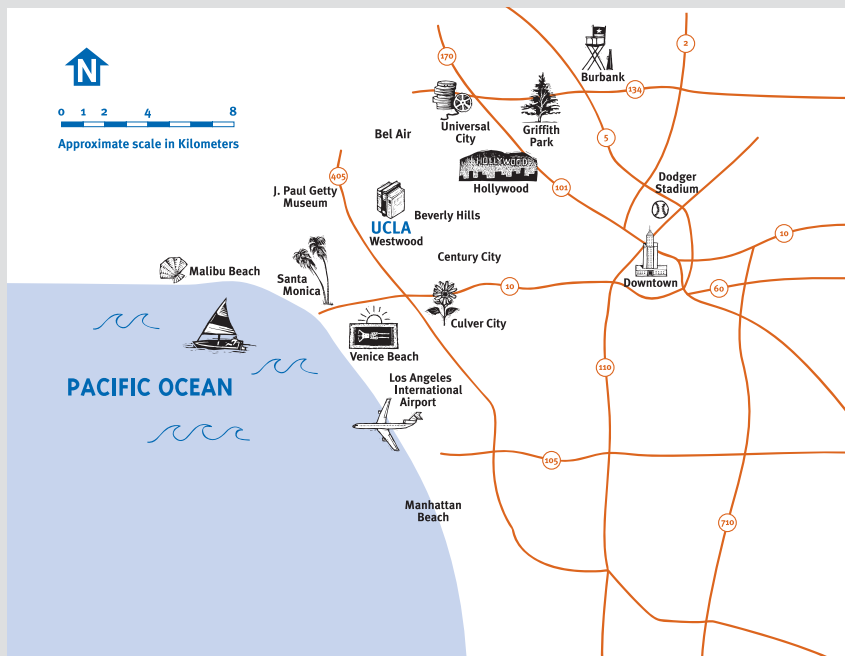 N
0 1 2 4 8
Approximate scale in Kilometers
170
2
Burbank
134
Universal
City
Griffith
Park
Bel Air
5
HOLLYWOOD
Hollywood
405
J. Paul Getty
Museum
101
Dodger
Stadium
UCLA
Westwood
Beverly Hills
10
Century City
Malibu Beach
Santa
Monica
10
Downtown
60
Culver City
Venice Beach
PACIFIC OCEAN
Los Angeles
International
Airport
110
105
Manhattan
Beach
710